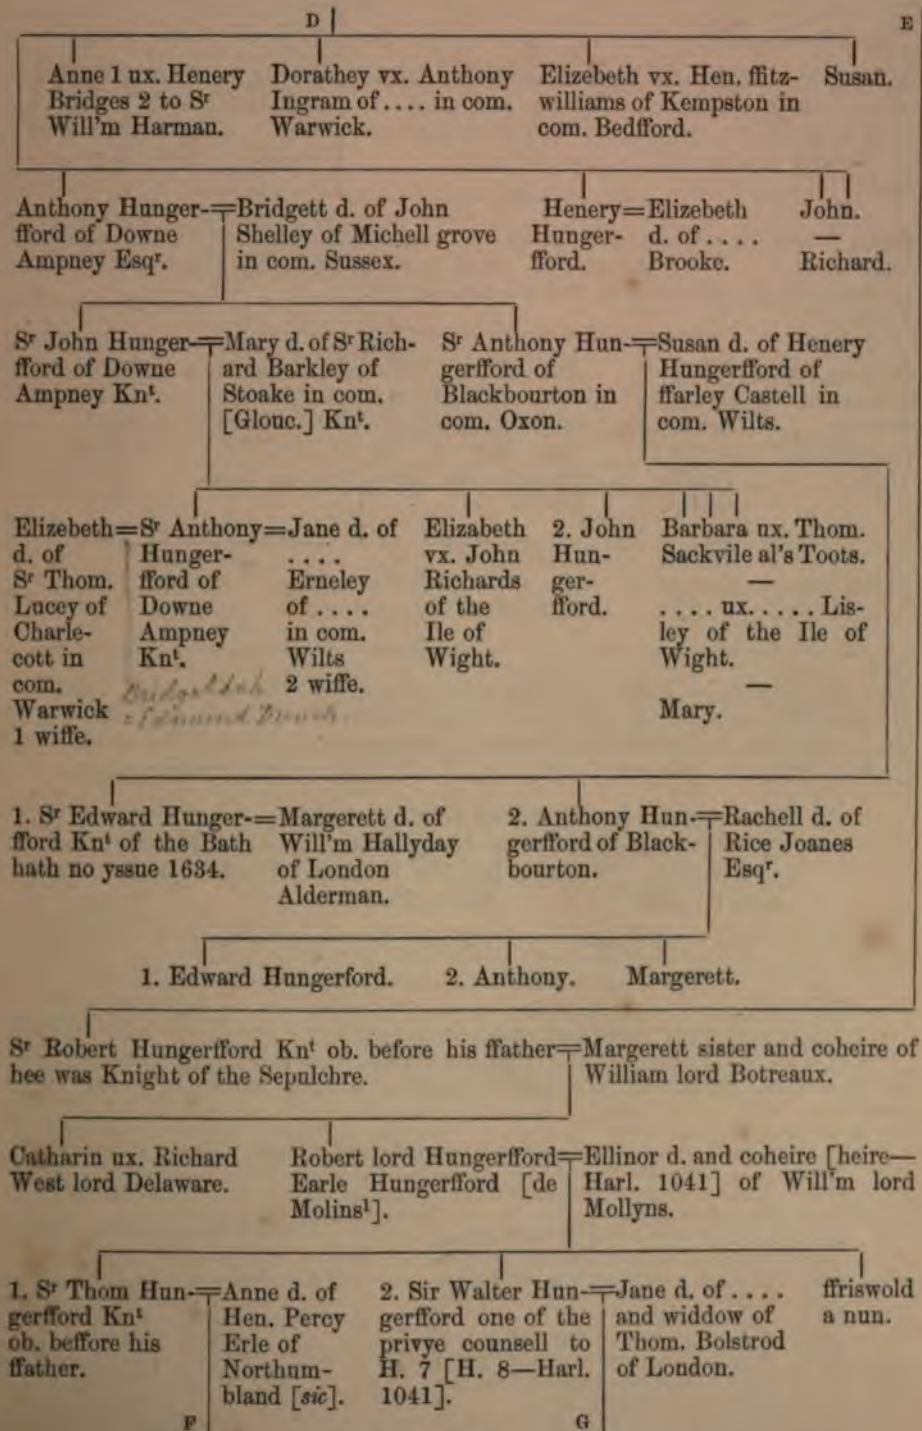 D
E
Anne 1 ux. Henery
Bridges 2 to Sʳ
Will'm Harman.
Dorathey vx. Anthony
Ingram of .... in com.
Warwick.
Elizebeth vx. Hen. ffitz-
williams of Kempston in
com. Bedfford.
Susan.
Anthony Hunger-
fford of Downe
Ampney Esqʳ.
=Bridgett d. of John
Shelley of Michell grove
in com. Sussex.
Henery=
Hunger-
fford.
Elizebeth
d. of ....
Brooke.
John.
—
Richard.
Sʳ John Hunger-
fford of Downe
Ampney Knᵗ.
=Mary d. of Sʳ Rich-
ard Barkley of
Stoake in com.
[Glouc.] Knᵗ.
Sʳ Anthony Hun-
gerfford of
Blackbourton in
com. Oxon.
=Susan d. of Henery
Hungerfford of
ffarley Castell in
com. Wilts.
Elizebeth=
d. of
Sʳ Thom.
Lucey of
Charle-
cott in
com.
Warwick
1 wiffe.
Sʳ Anthony=
Hunger-
fford of
Downe
Ampney
Knᵗ.
Jane d. of
....
Erneley
of ....
in com.
Wilts
2 wiffe.
Elizabeth
vx. John
Richards
of the
Ile of
Wight.
2. John
Hun-
ger-
fford.
Barbara ux. Thom.
Sackvile al's Toots.
—
.... ux. .... Lis-
ley of the Ile of
Wight.
—
Mary.
1. Sʳ Edward Hunger-
fford Knᵗ of the Bath
hath no yssue 1634.
=Margerett d. of
Will'm Hallyday
of London
Alderman.
2. Anthony Hun-
gerfford of Black-
bourton.
=Rachell d. of
Rice Joanes
Esqʳ.
1. Edward Hungerford.
2. Anthony.
Margerett.
Sʳ Robert Hungerfford Knᵗ ob. before his ffather
hee was Knight of the Sepulchre.
=Margerett sister and coheire of
William lord Botreaux.
Catharin ux. Richard
West lord Delaware.
Robert lord Hungerfford
Earle Hungerfford [de
Molins¹].
=Ellinor d. and coheire [heire—
Harl. 1041] of Will'm lord
Mollyns.
1. Sʳ Thom Hun-
gerfford Knᵗ
ob. beffore his
ffather.
=Anne d. of
Hen. Percy
Erle of
Northum-
bland [sic].
2. Sir Walter Hun-
gerfford one of the
privye counsell to
H. 7 [H. 8—Harl.
1041].
=Jane d. of ....
and widdow of
Thom. Bolstrod
of London.
ffriswold
a nun.
F
G